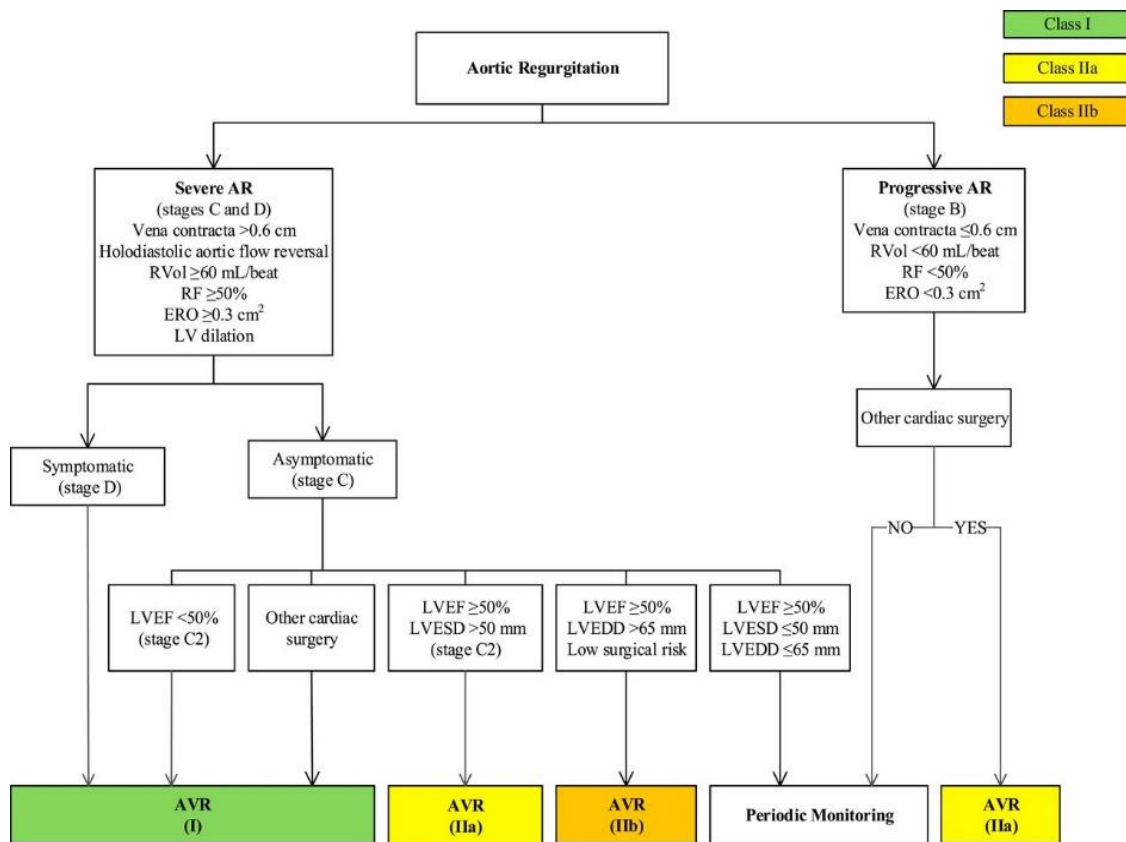 Class I
Class IIa
Class IIb
Aortic Regurgitation
Severe AR
(stages C and D)
Vena contracta >0.6 cm
Holodiastolic aortic flow reversal
RVol ≥60 mL/beat
RF ≥50%
ERO ≥0.3 cm²
LV dilation
Progressive AR
(stage B)
Vena contracta ≤0.6 cm
RVol <60 mL/beat
RF <50%
ERO <0.3 cm²
Other cardiac surgery
Symptomatic
(stage D)
Asymptomatic
(stage C)
NO
YES
LVEF <50%
(stage C2)
Other cardiac
surgery
LVEF ≥50%
LVESD >50 mm
(stage C2)
LVEF ≥50%
LVEDD >65 mm
Low surgical risk
LVEF ≥50%
LVESD ≤50 mm
LVEDD ≤65 mm
AVR
(I)
AVR
(IIa)
AVR
(IIb)
Periodic Monitoring
AVR
(IIa)